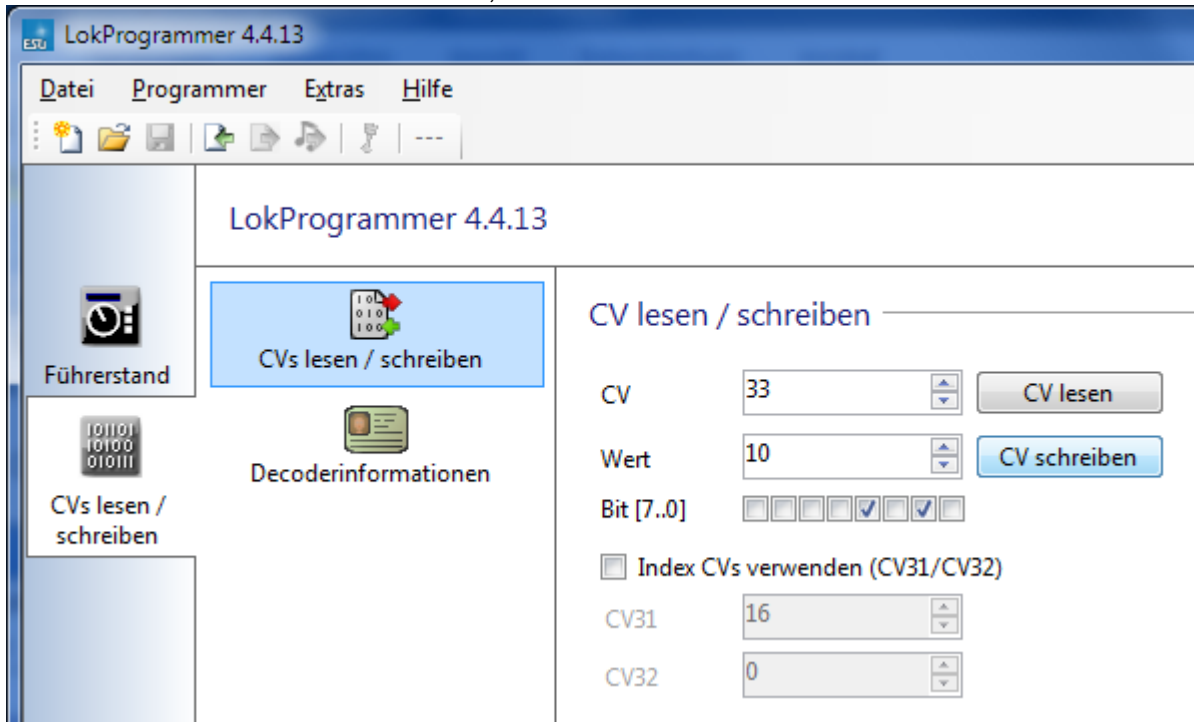 ESU LokProgrammer 4.4.13
Datei Programmer Extras Hilfe
---
LokProgrammer 4.4.13
Führerstand
CVs lesen /
schreiben
CVs lesen / schreiben
Decoderinformationen
CV lesen / schreiben
CV 33 CV lesen
Wert 10 CV schreiben
Bit [7..0]
Index CVs verwenden (CV31/CV32)
CV31 16
CV32 0